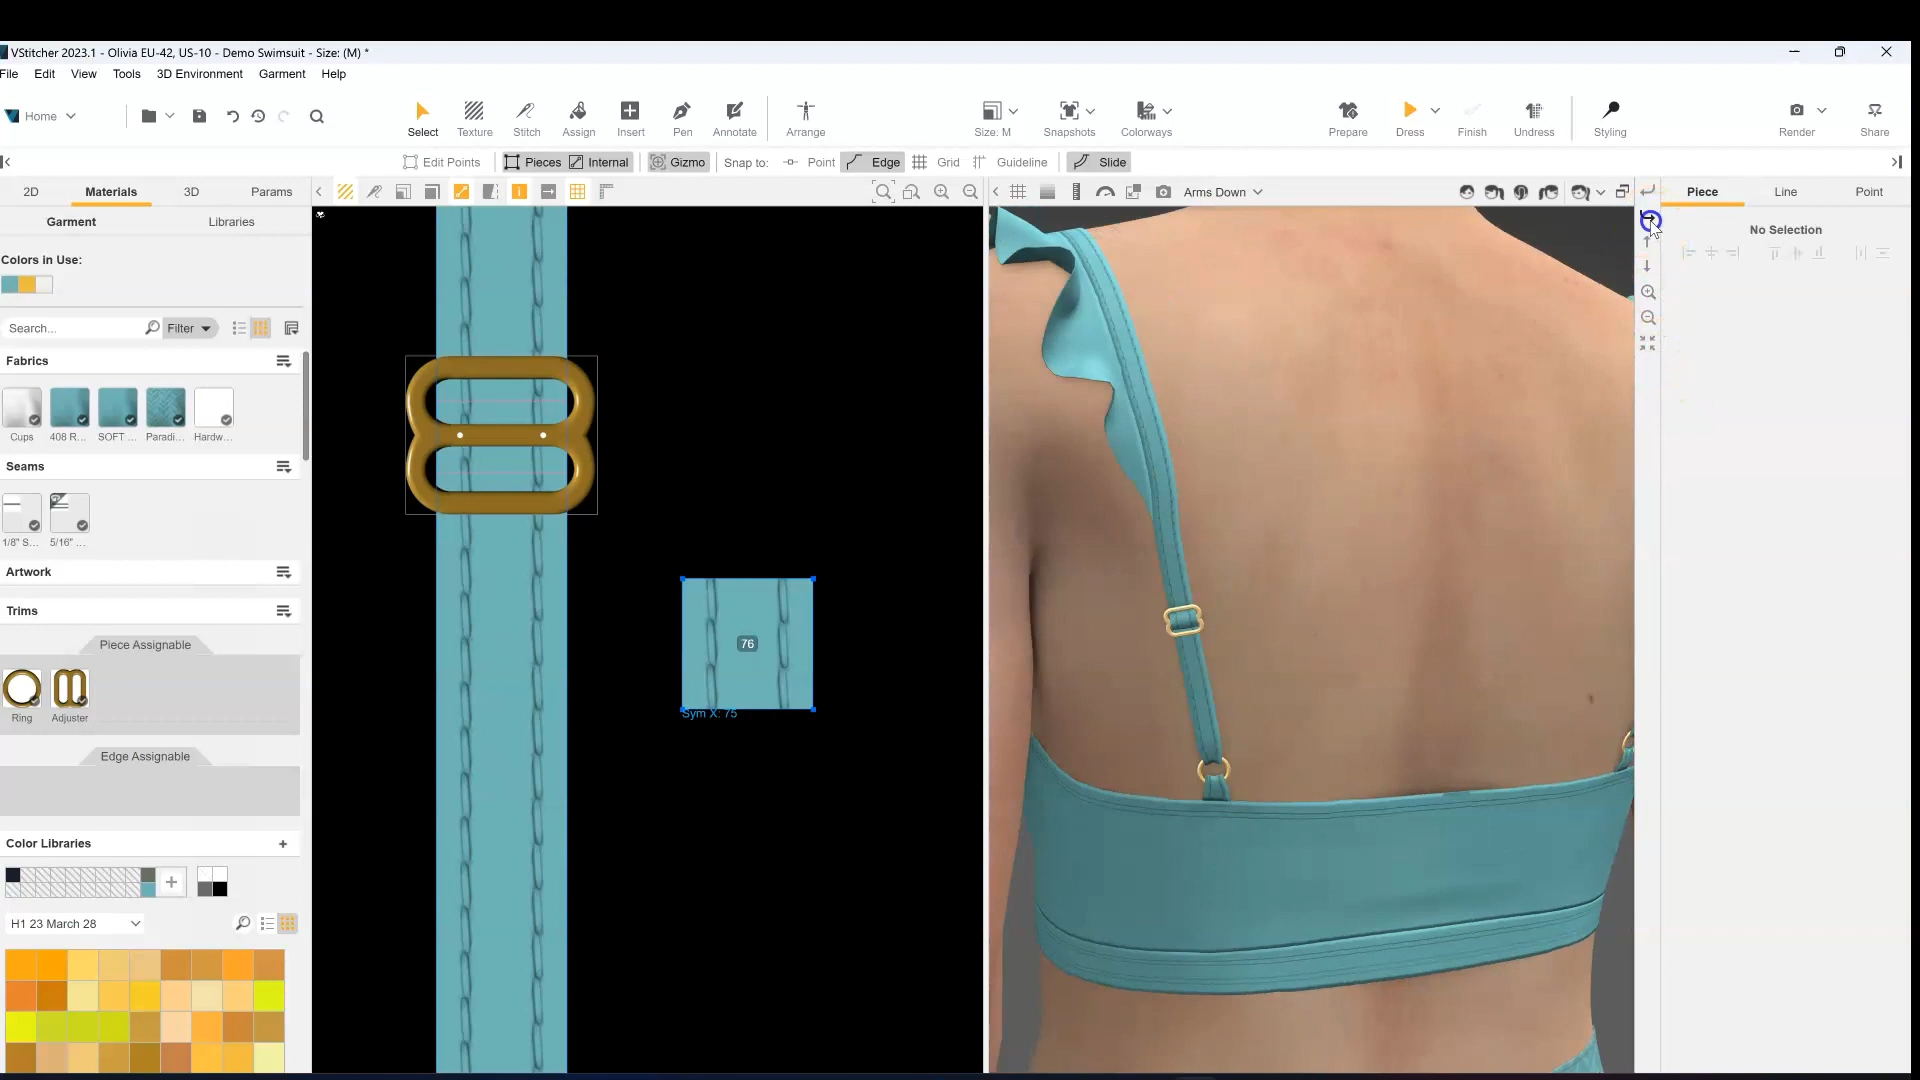 VStitcher 2023.1 - Olivia EU-42, US-10 - Demo Swimsuit - Size: (M) *
File Edit View Tools 3D Environment Garment Help
Home
Select Texture Stitch Assign Insert Pen Annotate Arrange Size: M Snapshots Colorways Prepare Dress Finish Undress Styling Render Share
Edit Points Pieces Internal Gizmo Snap to: Point Edge Grid Guideline Slide
2D Materials 3D Params
Arms Down
Piece Line Point
Garment Libraries
No Selection
Colors in Use:
Search... Filter
Fabrics
Cups 408 R... SOFT ... Paradi... Hardw...
Seams
1/8" S... 5/16" ...
Artwork
Trims
Piece Assignable
Ring Adjuster
76
Sym X: 75
Edge Assignable
Color Libraries
H1 23 March 28